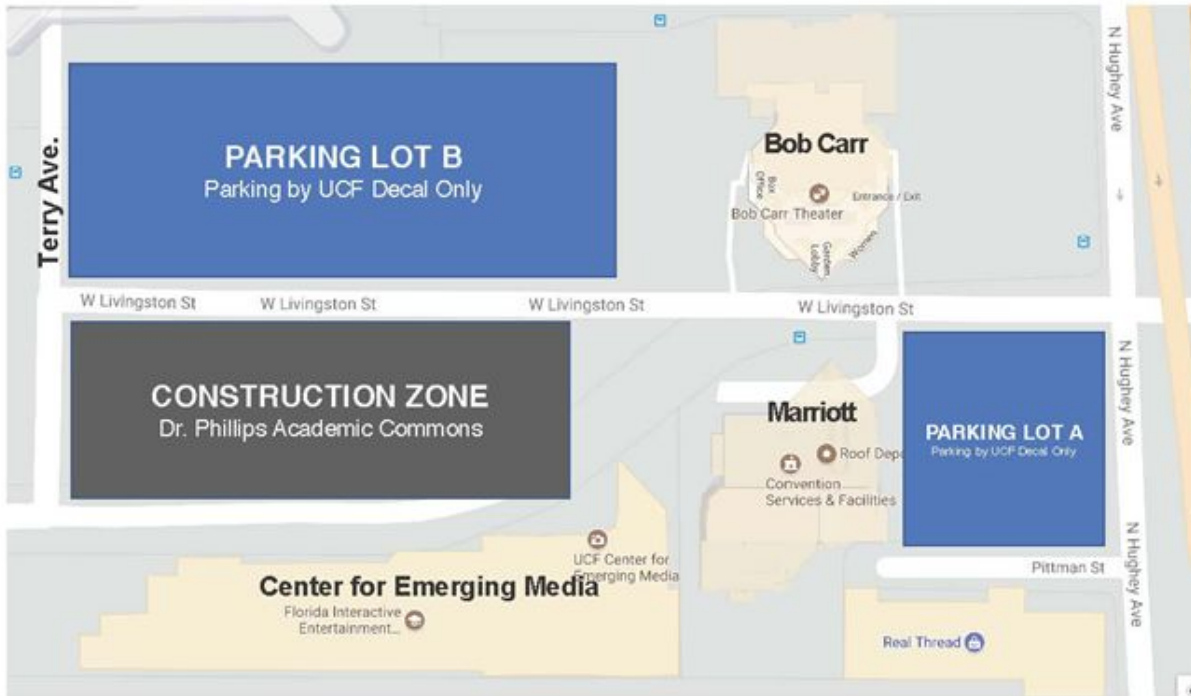 N Hughey Ave
PARKING LOT B
Parking by UCF Decal Only
Terry Ave.
Bob Carr
Box
Office
Bob Carr Theater
Entrance / Exit
Garden
Lobby
Women
W Livingston St
W Livingston St
W Livingston St
W Livingston St
CONSTRUCTION ZONE
Dr. Phillips Academic Commons
Marriott
Roof Depo
Convention
Services & Facilities
PARKING LOT A
Parking by UCF Decal Only
N Hughey Ave
UCF Center for
Emerging Media
Center for Emerging Media
Florida Interactive
Entertainment...
Pittman St
N Hughey Ave
Real Thread